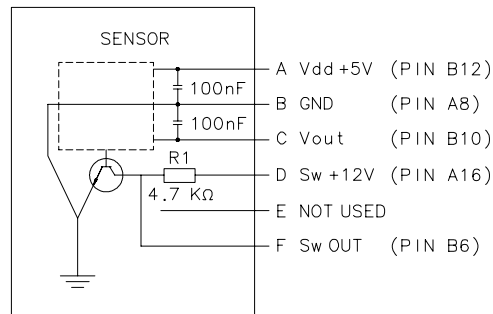 SENSOR
A Vdd+5V (PIN B12)
100nF
B GND (PIN A8)
100nF
C Vout (PIN B10)
R1
D Sw+12V (PIN A16)
4.7 KΩ
E NOT USED
F Sw OUT (PIN B6)